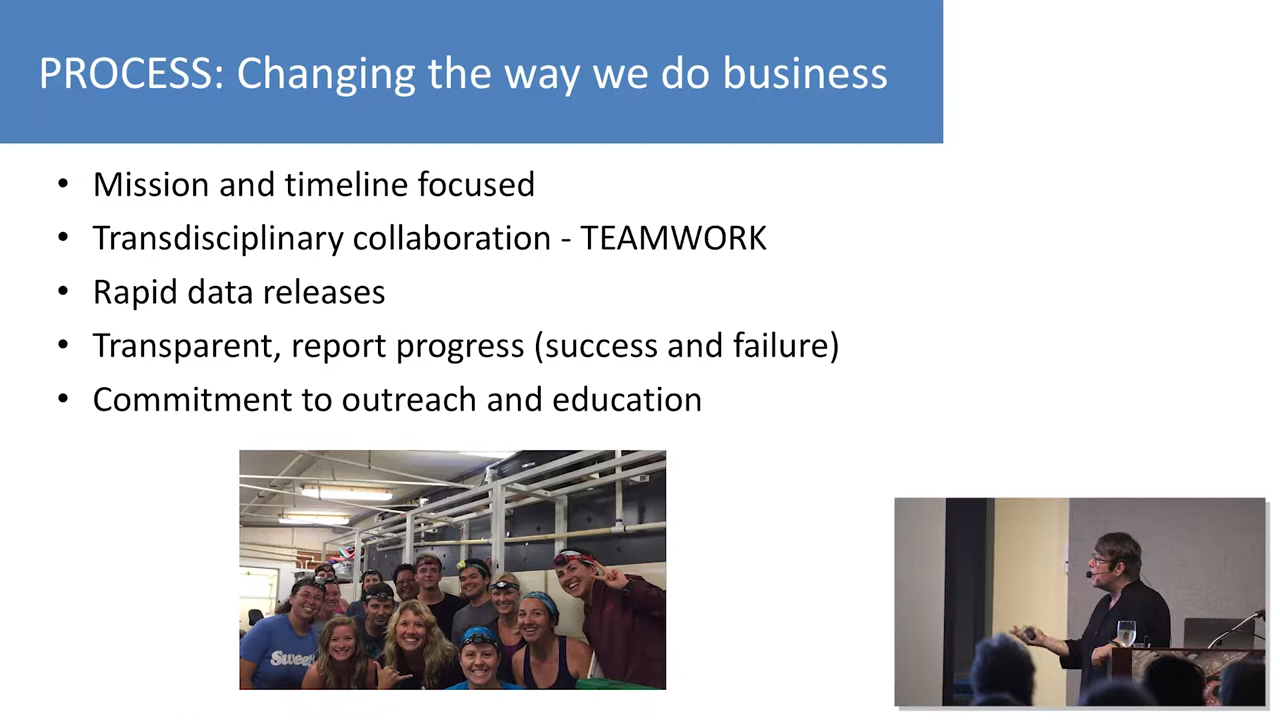 PROCESS: Changing the way we do business
• Mission and timeline focused
• Transdisciplinary collaboration - TEAMWORK
• Rapid data releases
• Transparent, report progress (success and failure)
• Commitment to outreach and education